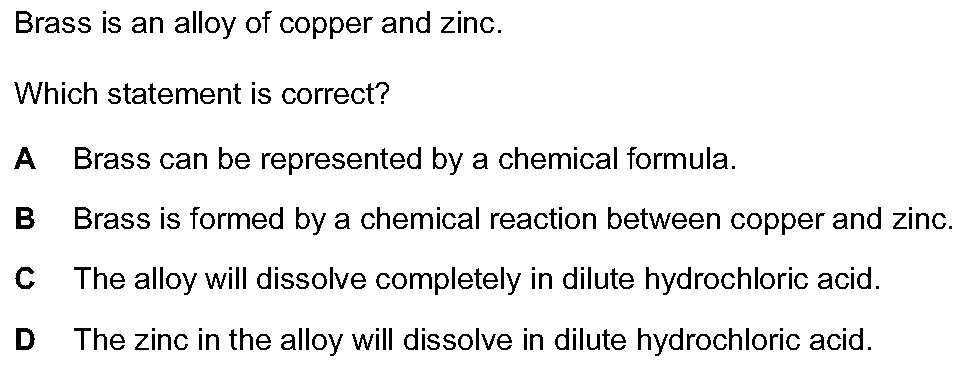 Brass is an alloy of copper and zinc.
Which statement is correct?
A Brass can be represented by a chemical formula.
B Brass is formed by a chemical reaction between copper and zinc.
C The alloy will dissolve completely in dilute hydrochloric acid.
D The zinc in the alloy will dissolve in dilute hydrochloric acid.